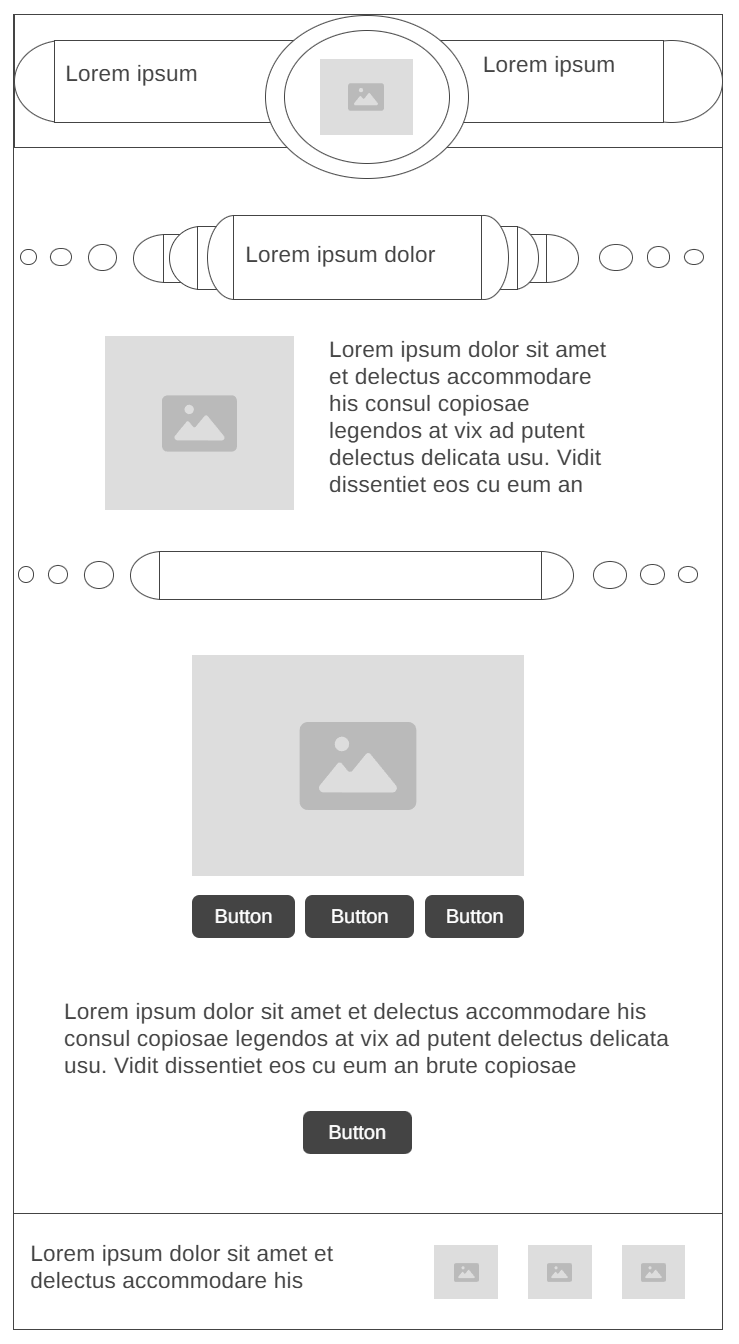 Lorem ipsum
Lorem ipsum
Lorem ipsum dolor
Lorem ipsum dolor sit amet
et delectus accommodare
his consul copiosae
legendos at vix ad putent
delectus delicata usu. Vidit
dissentiet eos cu eum an
Button
Button
Button
Lorem ipsum dolor sit amet et delectus accommodare his
consul copiosae legendos at vix ad putent delectus delicata
usu. Vidit dissentiet eos cu eum an brute copiosae
Button
Lorem ipsum dolor sit amet et
delectus accommodare his